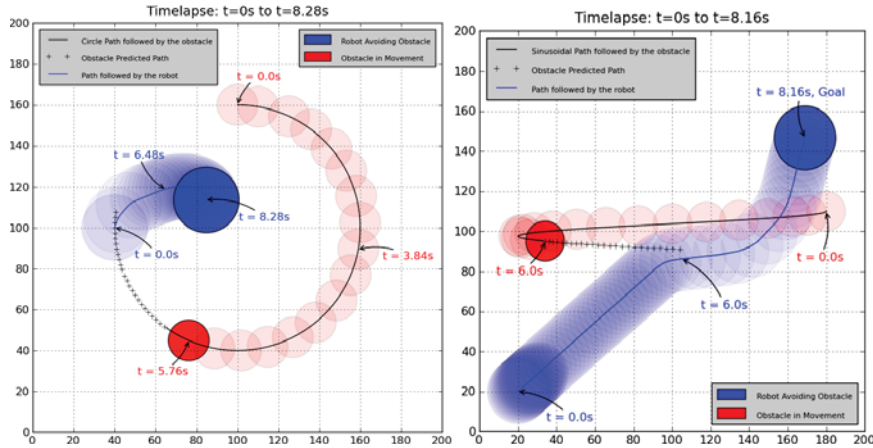 Timelapse: t=0s to t=8.28s
Circle Path followed by the obstacle
Obstacle Predicted Path
Path followed by the robot
Robot Avoiding Obstacle
Obstacle in Movement
t = 0.0s
t = 6.48s
t = 8.28s
t = 0.0s
t = 3.84s
t = 5.76s
200
180
160
140
120
100
80
60
40
20
0
0 20 40 60 80 100 120 140 160 180 200
Timelapse: t=0s to t=8.16s
Sinusoidal Path followed by the obstacle
Obstacle Predicted Path
Path followed by the robot
t = 8.16s, Goal
t = 0.0s
t = 6.0s
t = 6.0s
t = 0.0s
Robot Avoiding Obstacle
Obstacle in Movement
200
180
160
140
120
100
80
60
40
20
0
0 20 40 60 80 100 120 140 160 180 200